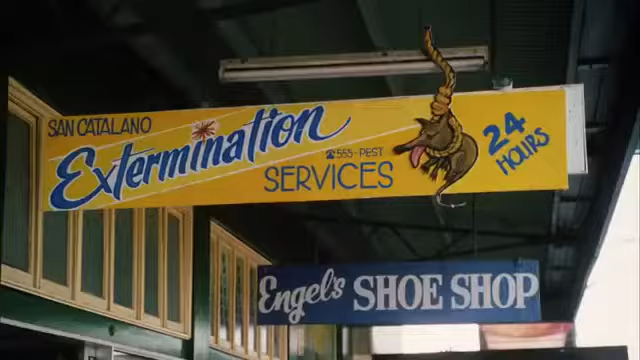 SAN CATALANO
Extermination
☎555-PEST
SERVICES
24
HOURS
Engel's SHOE SHOP